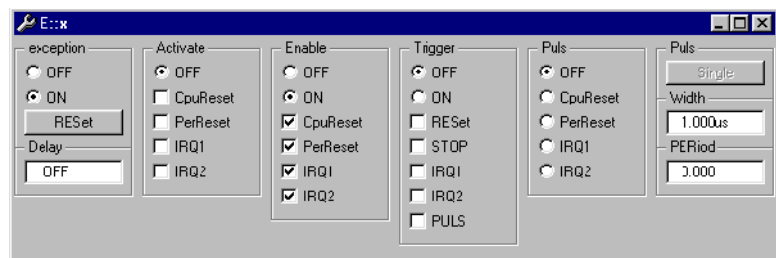 E::x
exception
OFF
ON
RESet
Delay
OFF
Activate
OFF
CpuReset
PerReset
IRQ1
IRQ2
Enable
OFF
ON
CpuReset
PerReset
IRQ1
IRQ2
Trigger
OFF
ON
RESet
STOP
IRQ1
IRQ2
PULS
Puls
OFF
CpuReset
PerReset
IRQ1
IRQ2
Puls
Single
Width
1.000us
PERiod
0.000